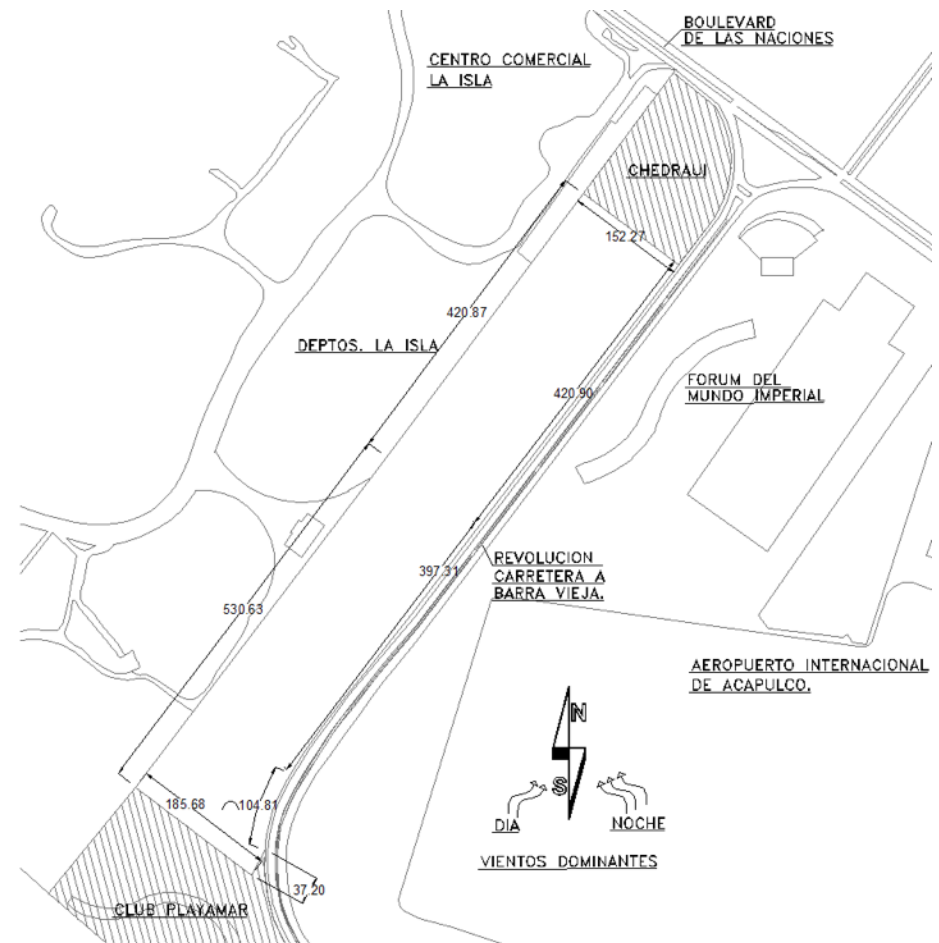 BOULEVARD
DE LAS NACIONES
CENTRO COMERCIAL
LA ISLA
CHEDRAUI
152.27
420.87
DEPTOS. LA ISLA
420.90
FORUM DEL
MUNDO IMPERIAL
REVOLUCION
CARRETERA A
BARRA VIEJA.
397.31
530.63
AEROPUERTO INTERNACIONAL
DE ACAPULCO.
N
S
185.68
104.81
DIA
NOCHE
VIENTOS DOMINANTES
37.20
CLUB PLAYAMAR